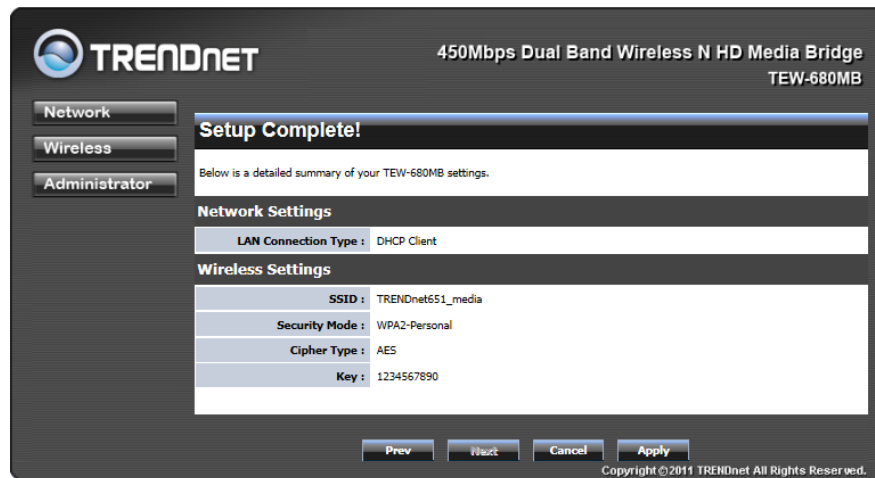 TRENDnet
450Mbps Dual Band Wireless N HD Media Bridge
TEW-680MB
Network
Wireless
Administrator
Setup Complete!
Below is a detailed summary of your TEW-680MB settings.
Network Settings
LAN Connection Type : DHCP Client
Wireless Settings
SSID : TRENDnet651_media
Security Mode : WPA2-Personal
Cipher Type : AES
Key : 1234567890
Prev Next Cancel Apply
Copyright ©2011 TRENDnet All Rights Reserved.